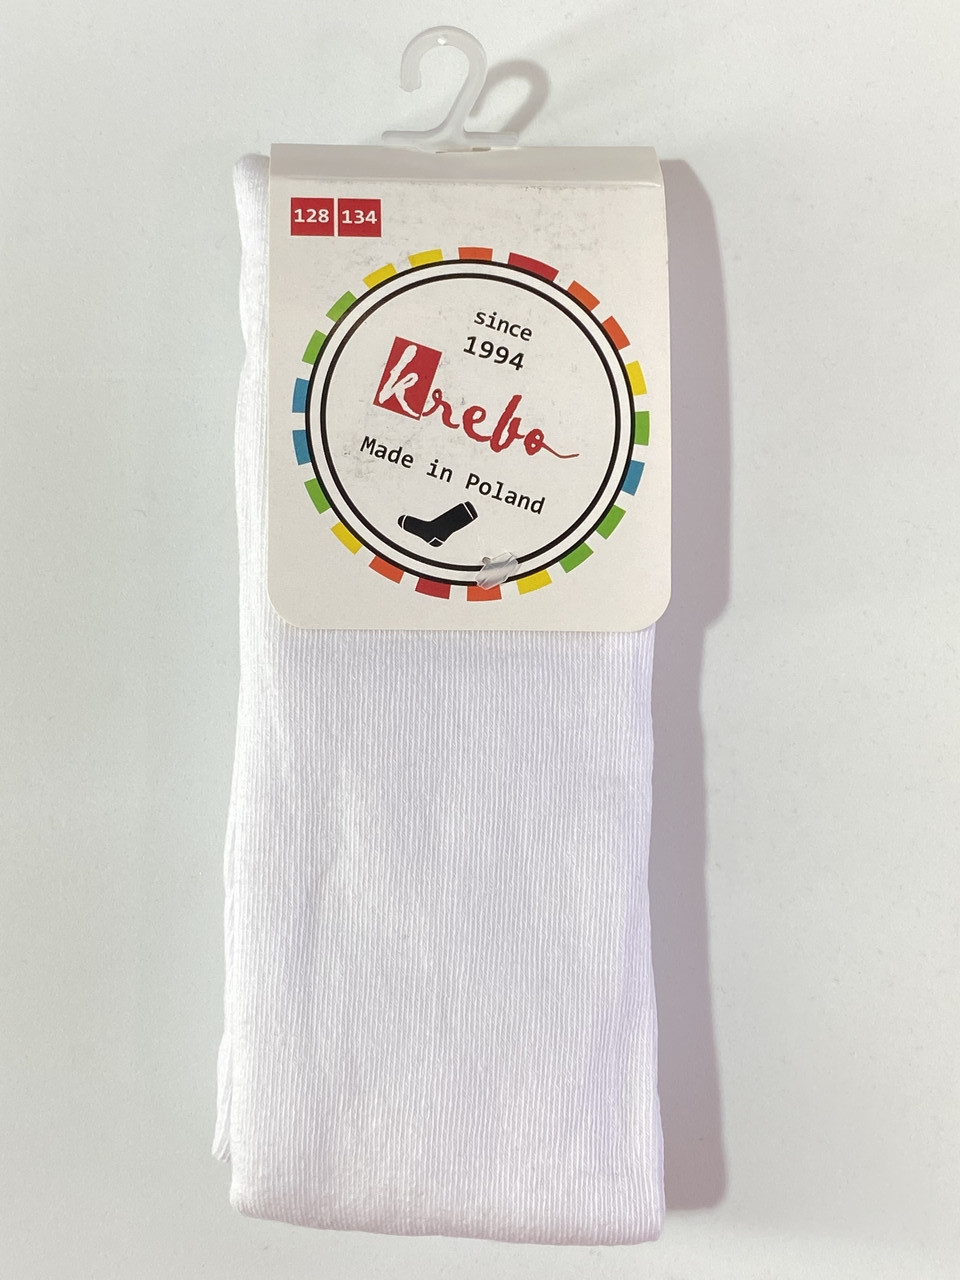 128 134
since
1994
krebo
Made in Poland